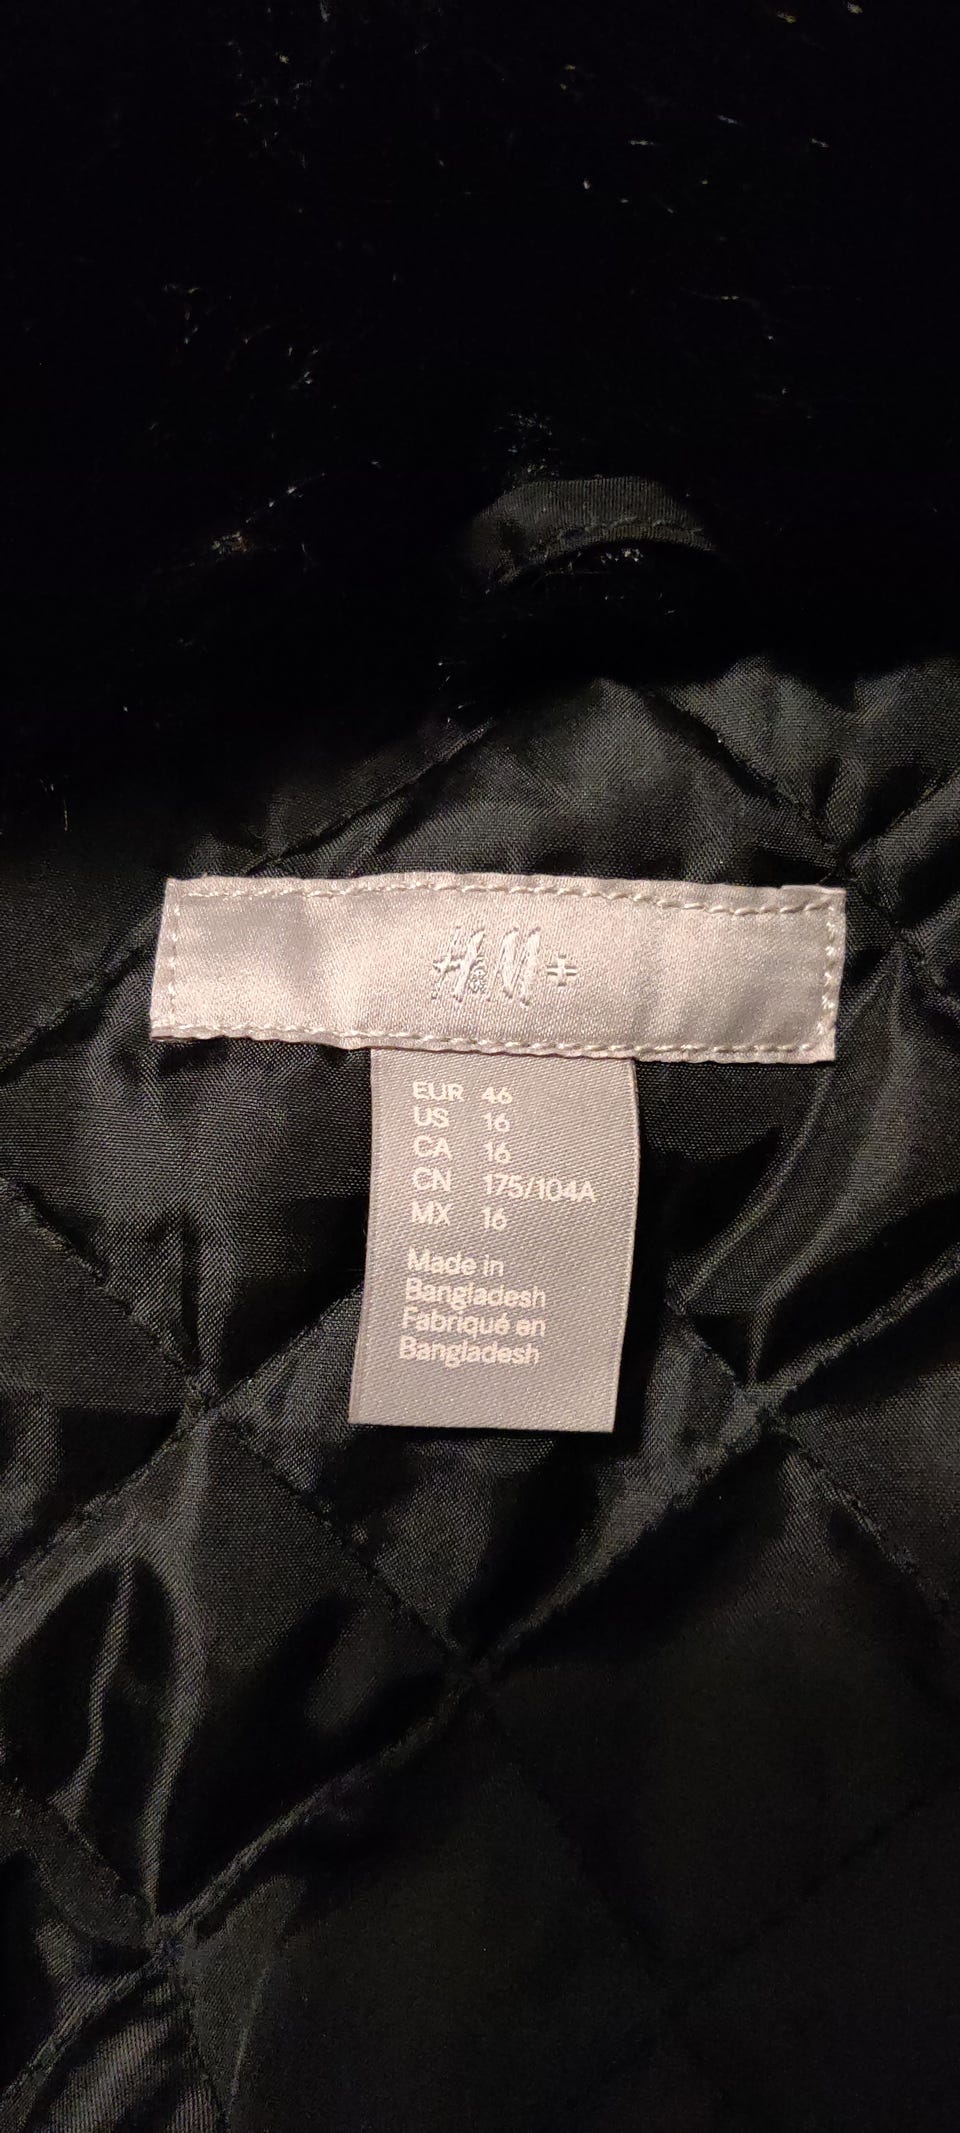 H&M+
EUR 46
US 16
CA 16
CN 175/104A
MX 16
Made in
Bangladesh
Fabriqué en
Bangladesh